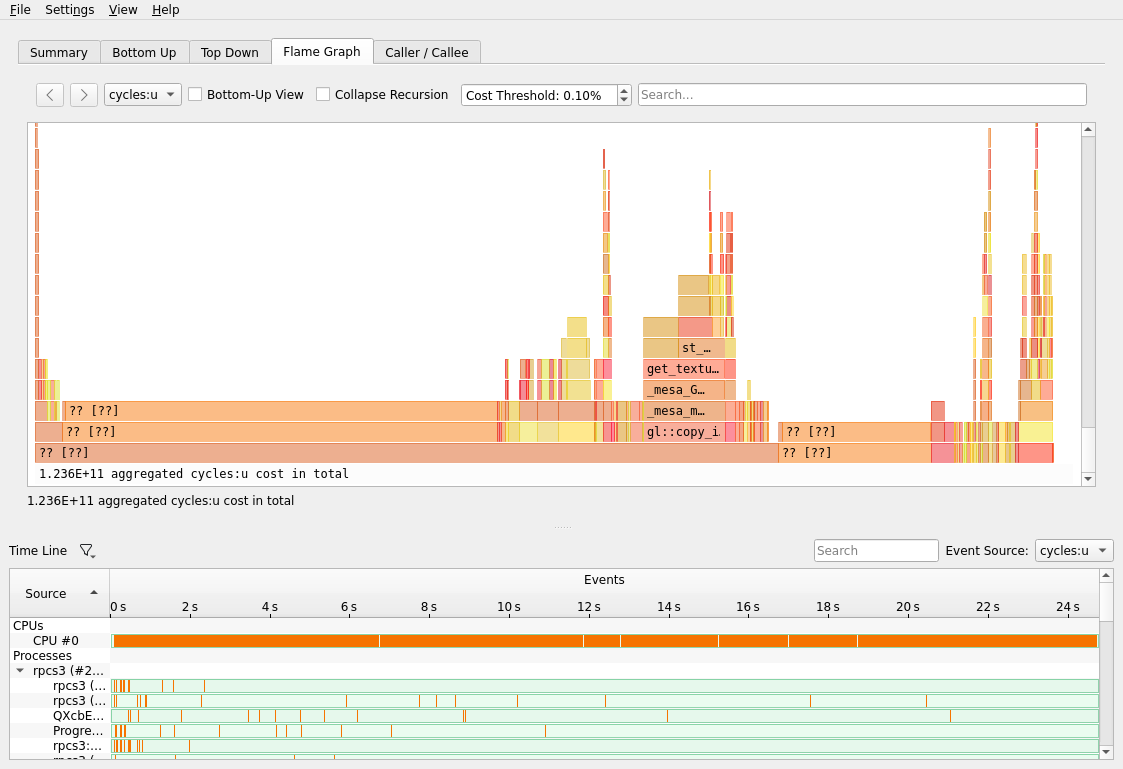 File Settings View Help
Summary Bottom Up Top Down Flame Graph Caller / Callee
cycles:u Bottom-Up View Collapse Recursion Cost Threshold: 0.10% Search...
st_…
get_textu…
_mesa_G…
?? [??] _mesa_m…
?? [??] gl::copy_i ?? [??]
?? [??] ?? [??]
1.236E+11 aggregated cycles:u cost in total
1.236E+11 aggregated cycles:u cost in total
Time Line Search Event Source: cycles:u
Source Events
0 s 2 s 4 s 6 s 8 s 10 s 12 s 14 s 16 s 18 s 20 s 22 s 24 s
CPUs
CPU #0
Processes
rpcs3 (#2...
rpcs3 (...
rpcs3 (...
QXcbE...
Progre...
rpcs3:...